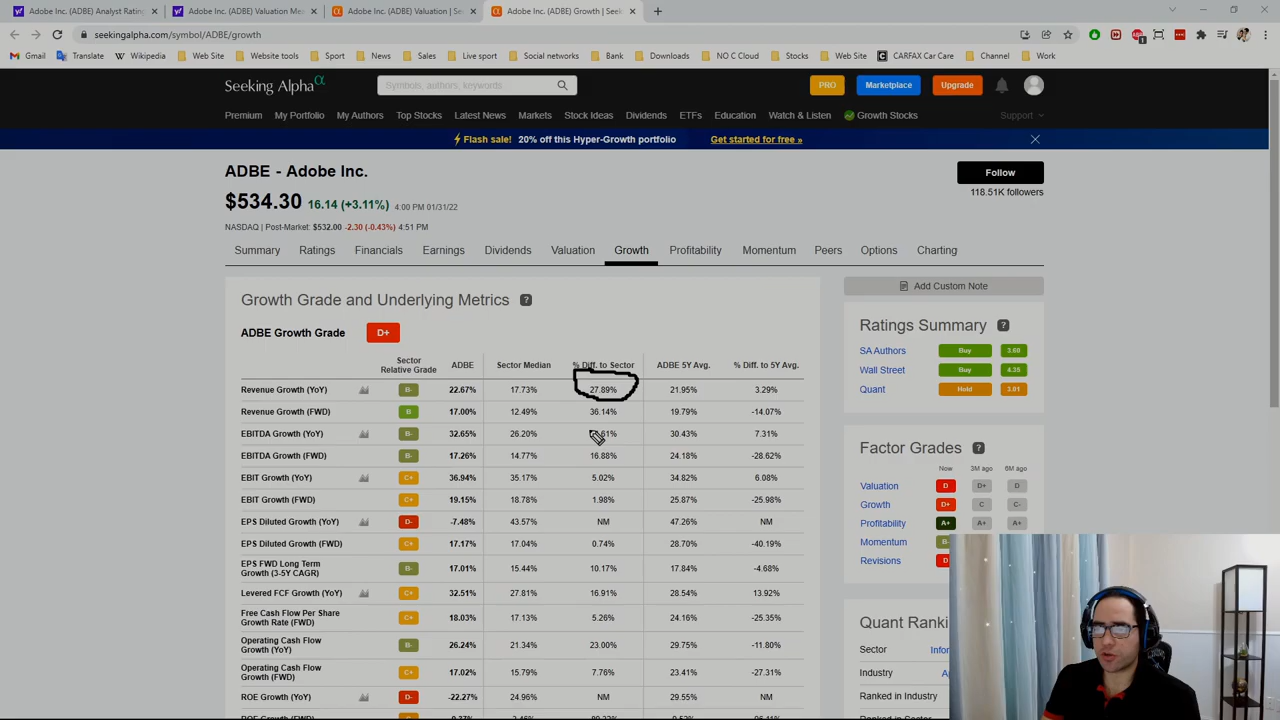 Adobe Inc. (ADBE) Analyst Rating
Adobe Inc. (ADBE) Valuation Mea
Adobe Inc. (ADBE) Valuation | See
Adobe Inc. (ADBE) Growth | Seek
seekingalpha.com/symbol/ADBE/growth
Gmail Translate Wikipedia Web Site Website tools Sport News Sales Live sport Social networks Bank Downloads NO C Cloud Stocks Web Site CARFAX Car Care Channel Work
Seeking Alpha α
Symbols, authors, keywords
PRO Marketplace Upgrade
Premium My Portfolio My Authors Top Stocks Latest News Markets Stock Ideas Dividends ETFs Education Watch & Listen Growth Stocks Support
Flash sale! 20% off this Hyper-Growth portfolio Get started for free »
ADBE - Adobe Inc.
Follow
$534.30 16.14 (+3.11%) 4:00 PM 01/31/22
118.51K followers
NASDAQ | Post-Market: $532.00 -2.30 (-0.43%) 4:51 PM
Summary Ratings Financials Earnings Dividends Valuation Growth Profitability Momentum Peers Options Charting
Growth Grade and Underlying Metrics ?
ADBE Growth Grade D+
Sector Relative Grade ADBE Sector Median % Diff. to Sector ADBE 5Y Avg. % Diff. to 5Y Avg.
Revenue Growth (YoY) B- 22.67% 17.73% 27.89% 21.95% 3.29%
Revenue Growth (FWD) B 17.00% 12.49% 36.14% 19.79% -14.07%
EBITDA Growth (YoY) B- 32.65% 26.20% 30.43% 7.31%
EBITDA Growth (FWD) B- 17.26% 14.77% 16.88% 24.18% -28.62%
EBIT Growth (YoY) C+ 36.94% 35.17% 5.02% 34.82% 6.08%
EBIT Growth (FWD) C+ 19.15% 18.78% 1.98% 25.87% -25.98%
EPS Diluted Growth (YoY) D- -7.48% 43.57% NM 47.26% NM
EPS Diluted Growth (FWD) C+ 17.17% 17.04% 0.74% 28.70% -40.19%
EPS FWD Long Term Growth (3-5Y CAGR) B- 17.01% 15.44% 10.17% 17.84% -4.68%
Levered FCF Growth (YoY) C+ 32.51% 27.81% 16.91% 28.54% 13.92%
Free Cash Flow Per Share Growth Rate (FWD) C+ 18.03% 17.13% 5.26% 24.16% -25.35%
Operating Cash Flow Growth (YoY) B- 26.24% 21.34% 23.00% 29.75% -11.80%
Operating Cash Flow Growth (FWD) C+ 17.02% 15.79% 7.76% 23.41% -27.31%
ROE Growth (YoY) D- -22.27% 24.96% NM 29.55% NM
Add Custom Note
Ratings Summary ?
SA Authors Buy 3.68
Wall Street Buy 4.35
Quant Hold 3.01
Factor Grades ?
Now 3M ago 6M ago
Valuation D D+ D
Growth D+ C C-
Profitability A+ A+ A+
Momentum B-
Revisions D
Quant Ranki
Sector Infor
Industry Ap
Ranked in Industry